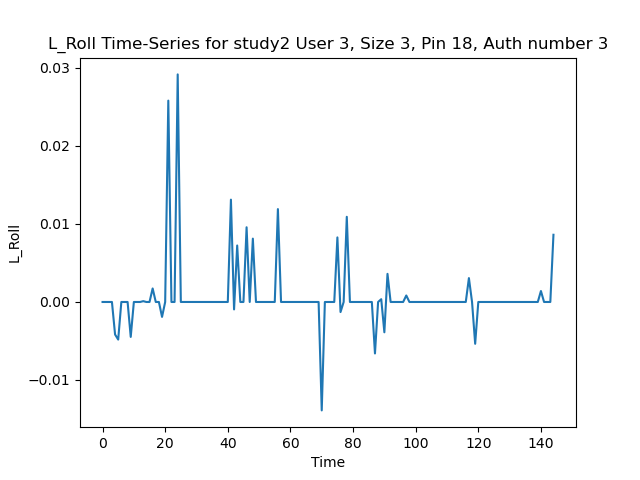 L_Roll Time-Series for study2 User 3, Size 3, Pin 18, Auth number 3
0.03
0.02
0.01
0.00
−0.01
L_Roll
0 20 40 60 80 100 120 140
Time